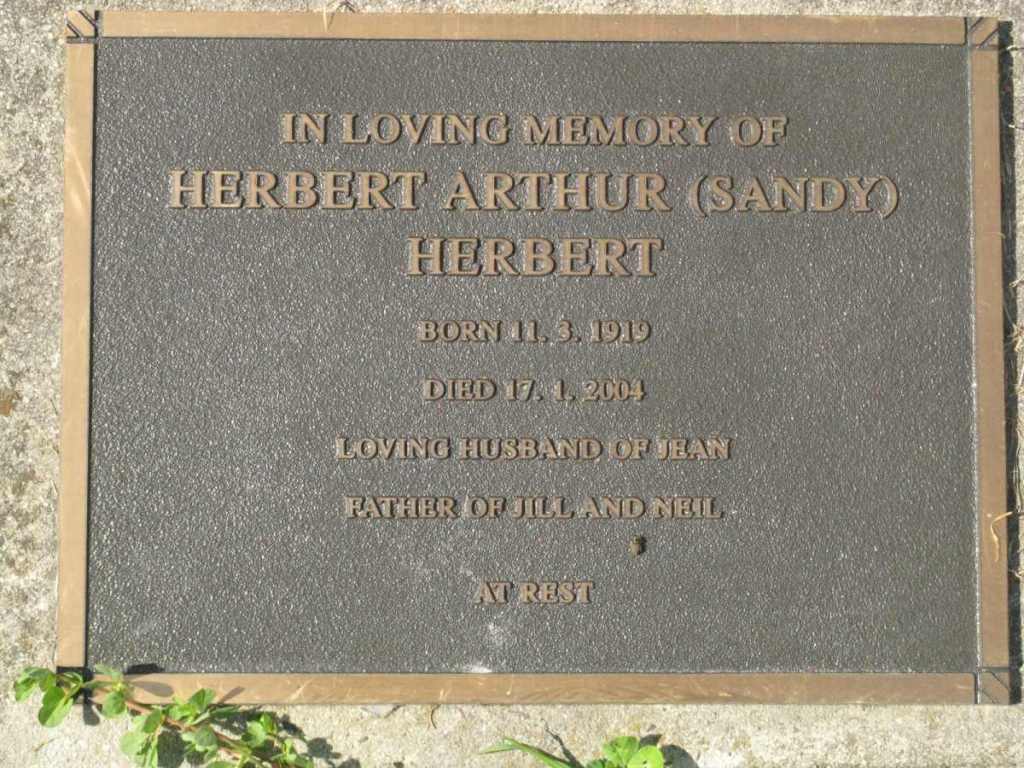 IN LOVING MEMORY OF
HERBERT ARTHUR (SANDY)
HERBERT
BORN 11. 3. 1919
DIED 17. 1. 2004
LOVING HUSBAND OF JEAN
FATHER OF JILL AND NEIL
AT REST